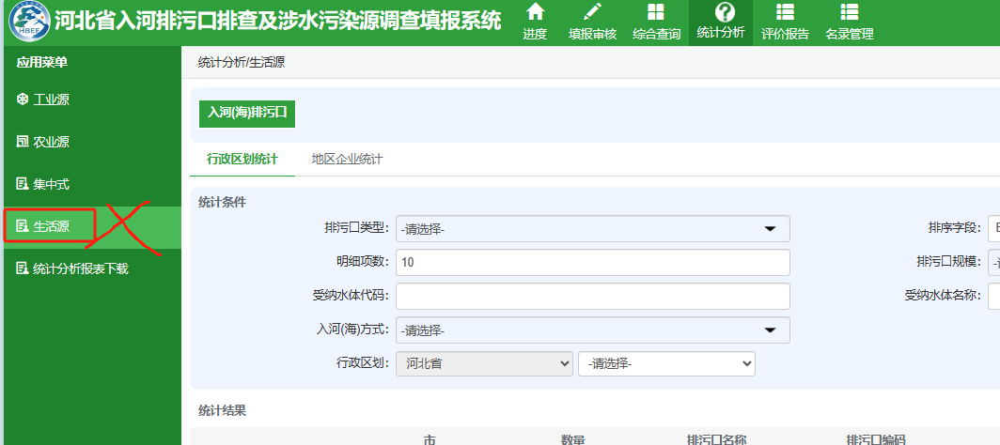 HBEE
河北省入河排污口排查及涉水污染源调查填报系统
进度 填报审核 综合查询 统计分析 评价报告 名录管理
应用菜单
工业源
农业源
集中式
生活源
统计分析报表下载
统计分析/生活源
入河(海)排污口
行政区划统计 地区企业统计
统计条件
排污口类型: -请选择- 排序字段:
明细项数: 10 排污口规模:
受纳水体代码: 受纳水体名称:
入河(海)方式: -请选择-
行政区划: 河北省 -请选择-
统计结果
市 数量 排污口名称 排污口编码